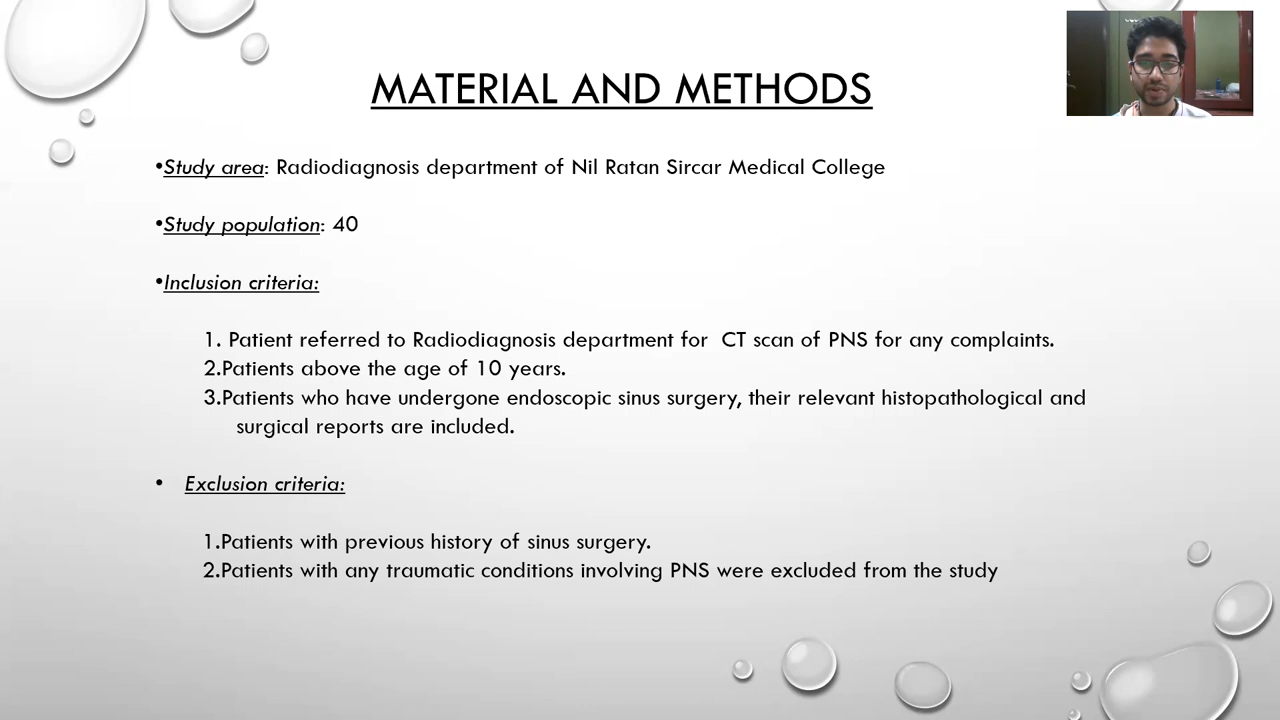 MATERIAL AND METHODS
•Study area: Radiodiagnosis department of Nil Ratan Sircar Medical College
•Study population: 40
•Inclusion criteria:
1. Patient referred to Radiodiagnosis department for  CT scan of PNS for any complaints.
2.Patients above the age of 10 years.
3.Patients who have undergone endoscopic sinus surgery, their relevant histopathological and
surgical reports are included.
• Exclusion criteria:
1.Patients with previous history of sinus surgery.
2.Patients with any traumatic conditions involving PNS were excluded from the study